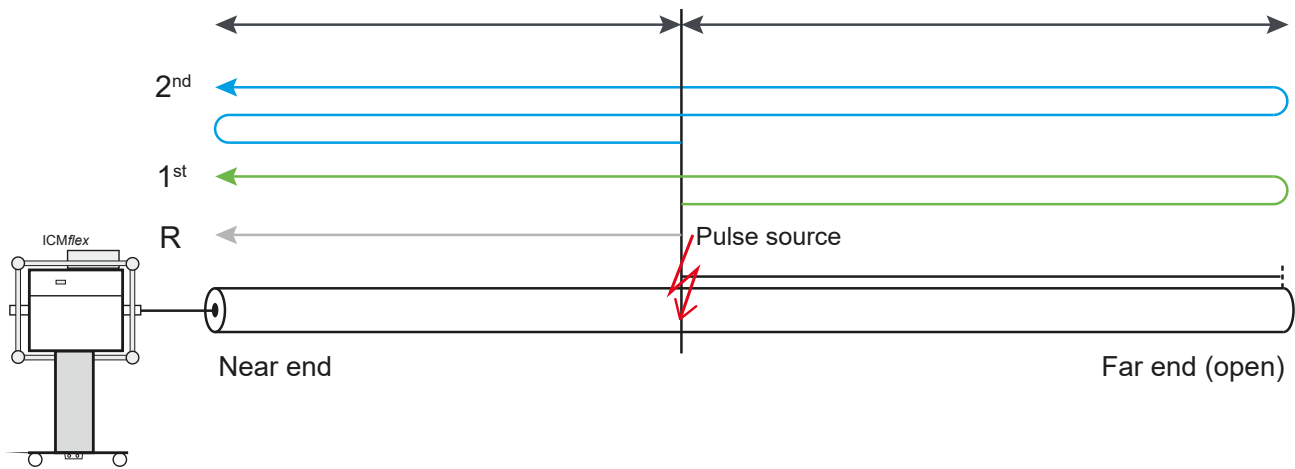 2nd
1st
ICMflex
R
Pulse source
Near end
Far end (open)